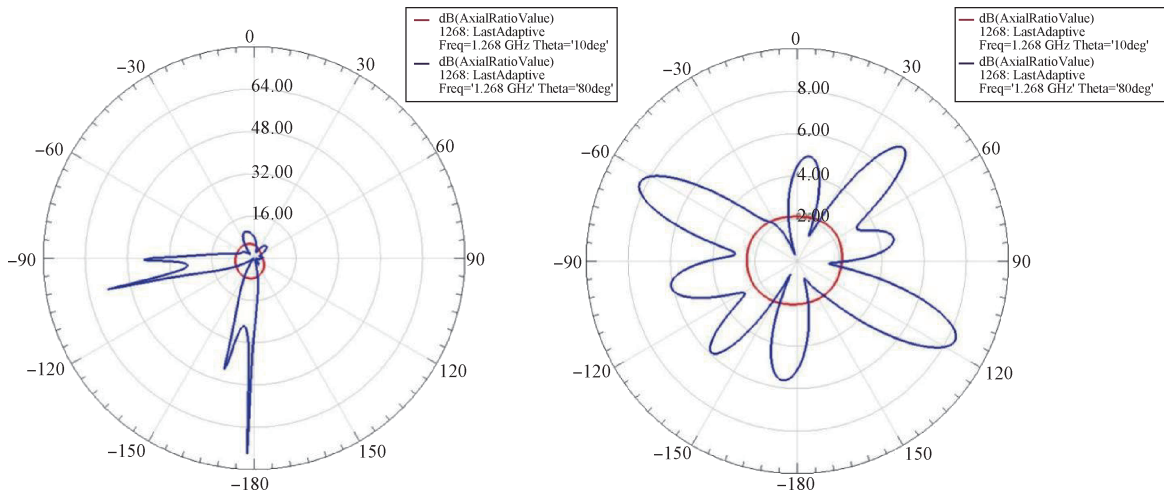 dB(AxialRatioValue)
1268: LastAdaptive
Freq=1.268 GHz Theta='10deg'
dB(AxialRatioValue)
1268: LastAdaptive
Freq='1.268 GHz' Theta='80deg'
0
30
60
90
120
150
-180
-150
-120
-90
-60
-30
64.00
48.00
32.00
16.00
dB(AxialRatioValue)
1268: LastAdaptive
Freq=1.268 GHz Theta='10deg'
dB(AxialRatioValue)
1268: LastAdaptive
Freq='1.268 GHz' Theta='80deg'
0
30
60
90
120
150
-180
-150
-120
-90
-60
-30
8.00
6.00
4.00
2.00